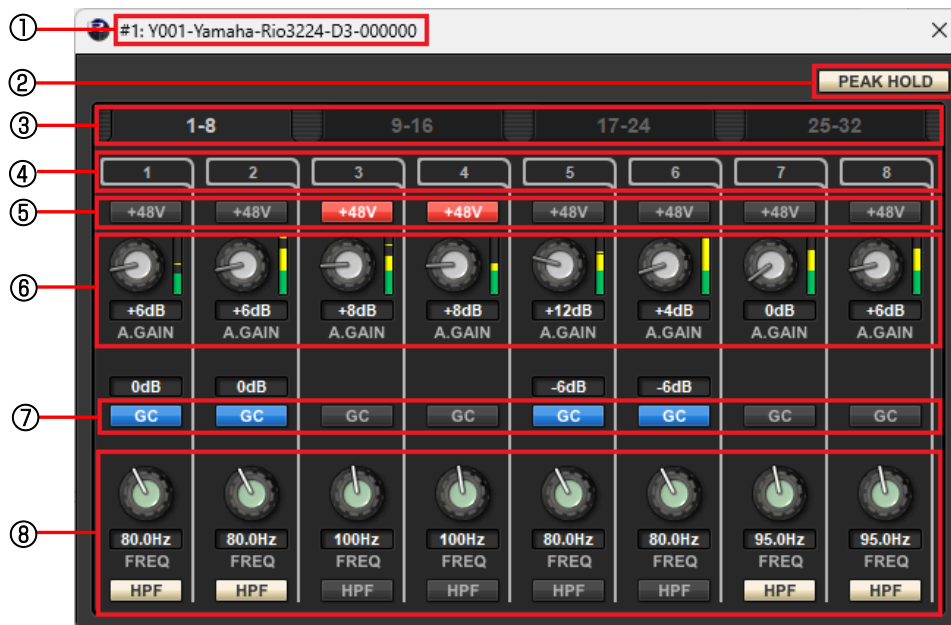 ① #1: Y001-Yamaha-Rio3224-D3-000000
② PEAK HOLD
③ 1-8 9-16 17-24 25-32
④ 1 2 3 4 5 6 7 8
⑤ +48V +48V +48V +48V +48V +48V +48V +48V
⑥
+6dB +6dB +8dB +8dB +12dB +4dB 0dB +6dB
A.GAIN A.GAIN A.GAIN A.GAIN A.GAIN A.GAIN A.GAIN A.GAIN
0dB 0dB -6dB -6dB
⑦ GC GC GC GC GC GC GC GC
⑧
80.0Hz 80.0Hz 100Hz 100Hz 80.0Hz 80.0Hz 95.0Hz 95.0Hz
FREQ FREQ FREQ FREQ FREQ FREQ FREQ FREQ
HPF HPF HPF HPF HPF HPF HPF HPF